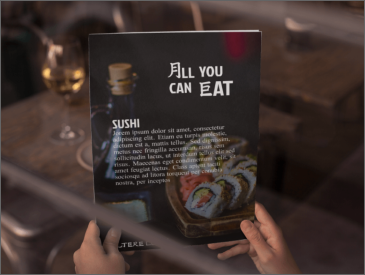 ALL YOU
CAN EAT
SUSHI
lorem ipsum dolor sit amet, consectetur
adipiscing elit. Etiam eu turpis molestie,
dictum est a, mattis tellus. Sed dignissim,
metus nec fringilla accumsan, risus sem
sollicitudin lacus, ut interdum tellus elit sed
risus. Maecenas eget condimentum velit, sit
amet feugiat lectus. Class aptent taciti
sociosqu ad litora torquent per conubia
nostra, per inceptos